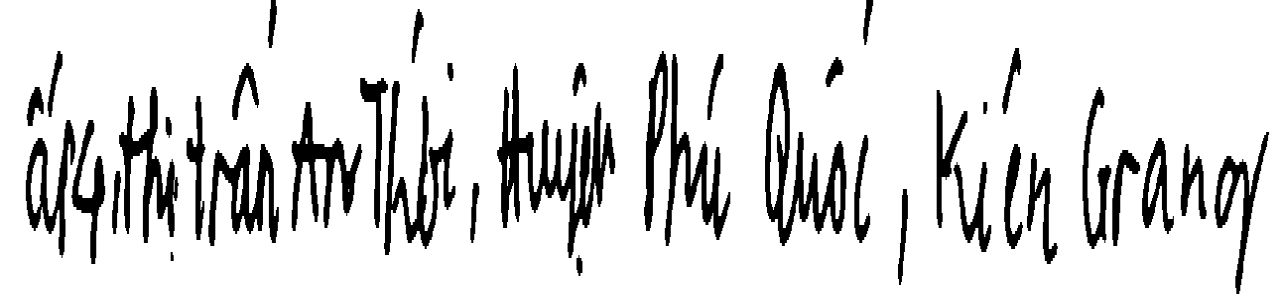 ấp 4, thị trấn An Thới, Huyện Phú Quốc, Kiên Giang